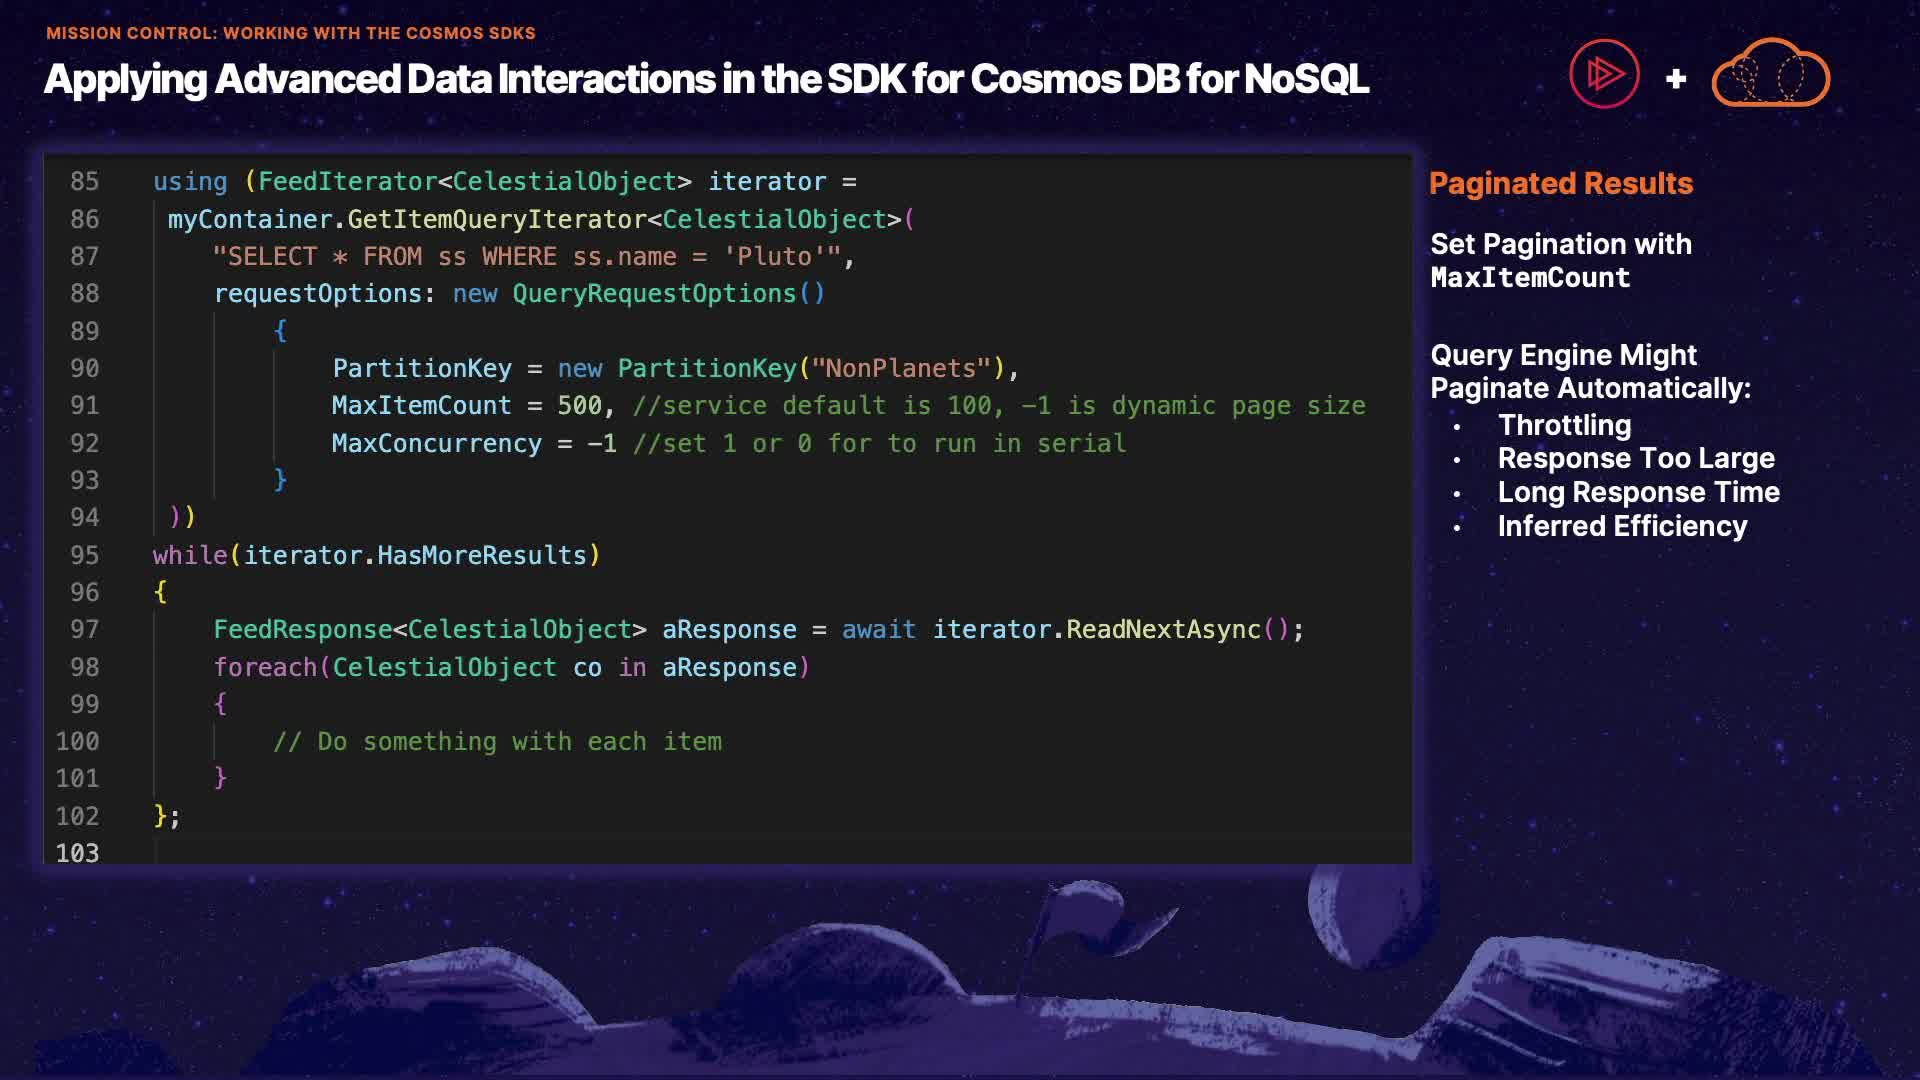 MISSION CONTROL: WORKING WITH THE COSMOS SDKS
Applying Advanced Data Interactions in the SDK for Cosmos DB for NoSQL
+
85 using (FeedIterator<CelestialObject> iterator =
86 myContainer.GetItemQueryIterator<CelestialObject>(
87 "SELECT * FROM ss WHERE ss.name = 'Pluto'",
88 requestOptions: new QueryRequestOptions()
89 {
90 PartitionKey = new PartitionKey("NonPlanets"),
91 MaxItemCount = 500, //service default is 100, -1 is dynamic page size
92 MaxConcurrency = -1 //set 1 or 0 for to run in serial
93 }
94 ))
95 while(iterator.HasMoreResults)
96 {
97 FeedResponse<CelestialObject> aResponse = await iterator.ReadNextAsync();
98 foreach(CelestialObject co in aResponse)
99 {
100 // Do something with each item
101 }
102 };
103
Paginated Results
Set Pagination with
MaxItemCount
Query Engine Might
Paginate Automatically:
• Throttling
• Response Too Large
• Long Response Time
• Inferred Efficiency